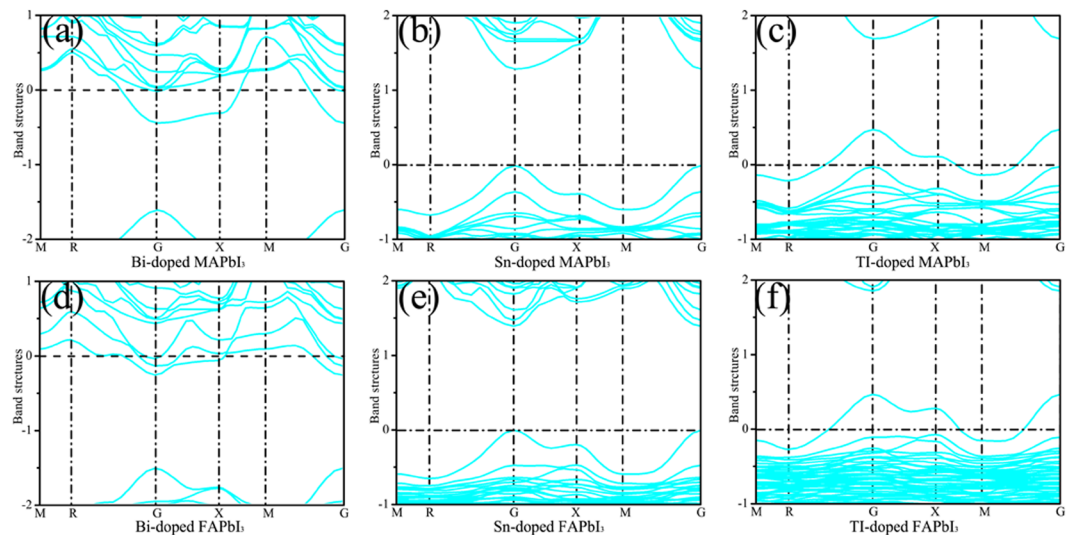 (a)
Band strctures
1
0
-1
-2
M R G X M G
Bi-doped MAPbI₃
(b)
Band strctures
2
1
0
-1
M R G X M G
Sn-doped MAPbI₃
(c)
Band strctures
2
1
0
-1
M R G X M G
TI-doped MAPbI₃
(d)
Band strctures
1
0
-1
-2
M R G X M G
Bi-doped FAPbI₃
(e)
Band strctures
2
1
0
-1
M R G X M G
Sn-doped FAPbI₃
(f)
Band strctures
2
1
0
-1
M R G X M G
TI-doped FAPbI₃